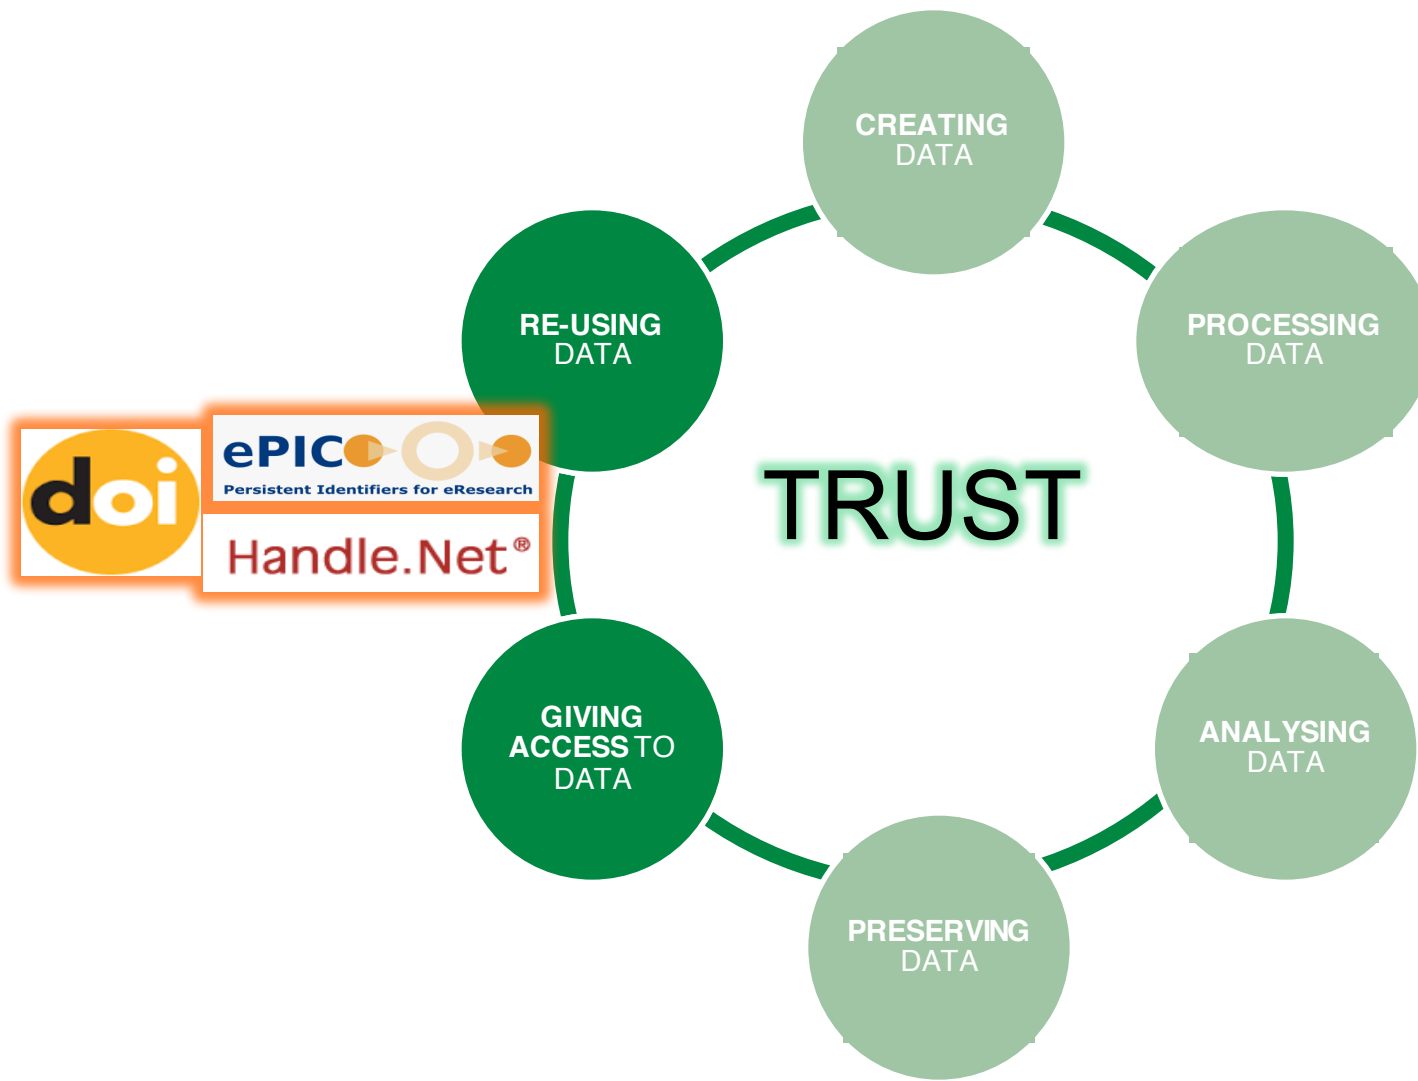 CREATING
DATA
PROCESSING
DATA
ANALYSING
DATA
PRESERVING
DATA
GIVING
ACCESS TO
DATA
RE-USING
DATA
TRUST
doi
ePIC
Persistent Identifiers for eResearch
Handle.Net®